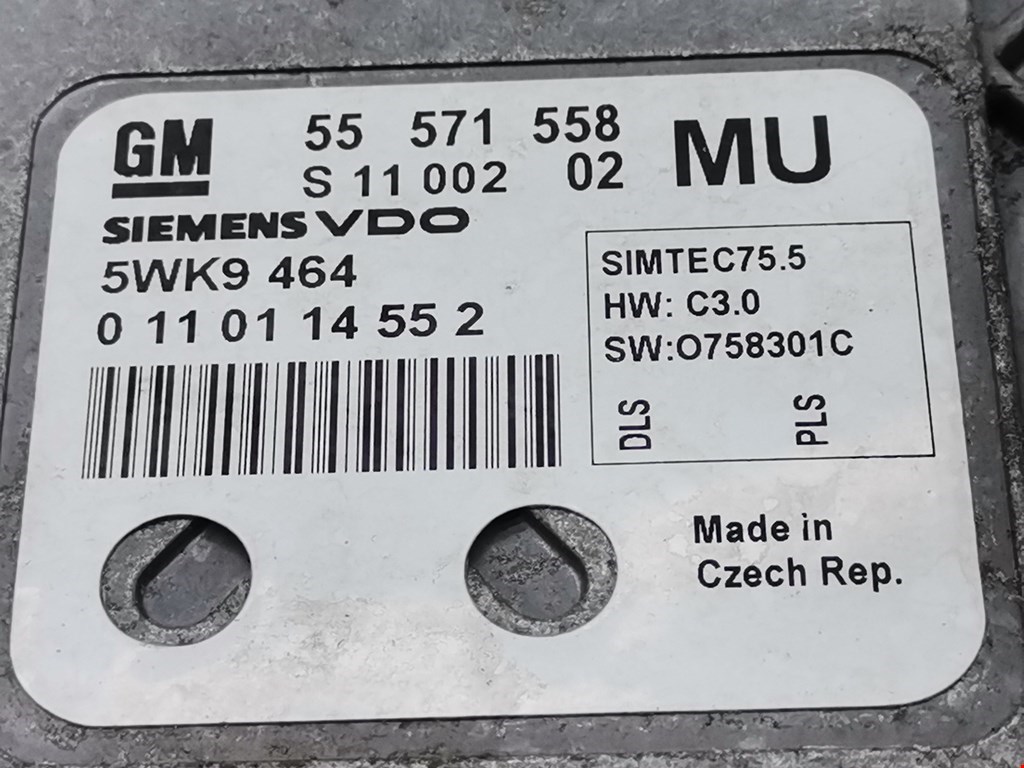 GM 55 571 558 MU
S 11 002 02
SIEMENS VDO
5WK9 464
0 11 01 14 55 2
SIMTEC75.5
HW: C3.0
SW:O758301C
DLS PLS
Made in
Czech Rep.